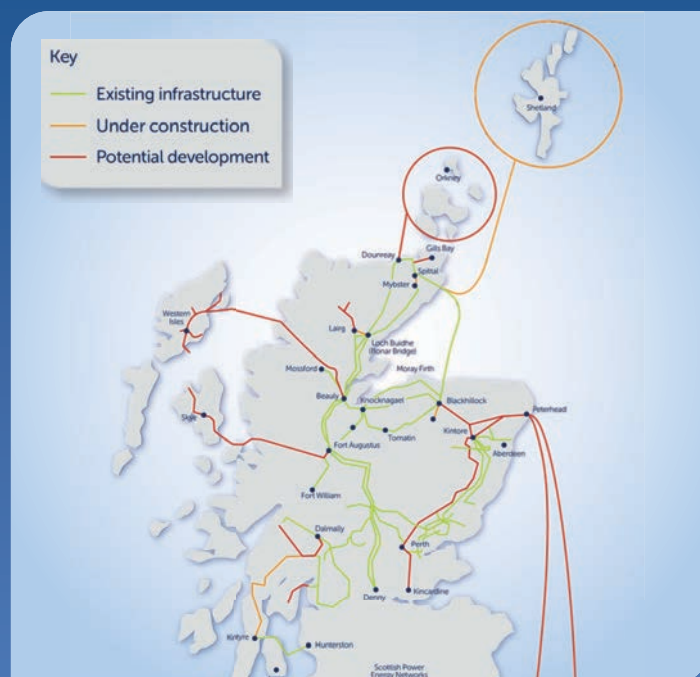 Key
Existing infrastructure
Under construction
Potential development
Shetland
Orkney
Dounreay
Gills Bay
Spittal
Mybster
Western
Isles
Lairg
Loch Buidhe
(Bonar Bridge)
Mossford
Moray Firth
Beauly
Knocknagael
Blackhillock
Peterhead
Skye
Kintore
Tomatin
Fort Augustus
Aberdeen
Fort William
Dalmally
Perth
Denny
Kincardine
Kintyre
Hunterston
Scottish Power
Energy Networks